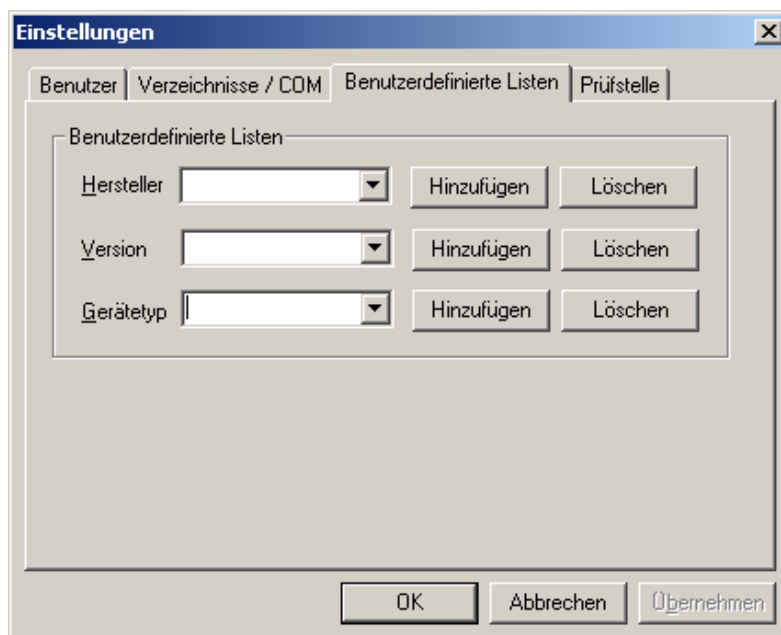 Einstellungen
Benutzer Verzeichnisse / COM Benutzerdefinierte Listen Prüfstelle
Benutzerdefinierte Listen
Hersteller Hinzufügen Löschen
Version Hinzufügen Löschen
Gerätetyp Hinzufügen Löschen
OK Abbrechen Übernehmen